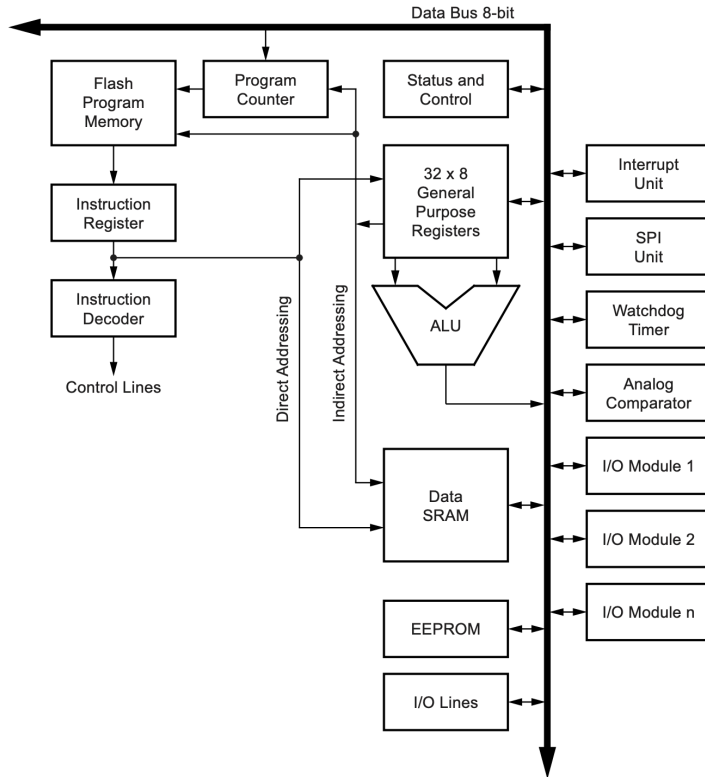 Data Bus 8-bit
Flash
Program
Memory
Program
Counter
Status and
Control
Interrupt
Unit
32 x 8
General
Purpose
Registers
Instruction
Register
SPI
Unit
Instruction
Decoder
ALU
Watchdog
Timer
Direct Addressing
Indirect Addressing
Control Lines
Analog
Comparator
I/O Module 1
Data
SRAM
I/O Module 2
I/O Module n
EEPROM
I/O Lines